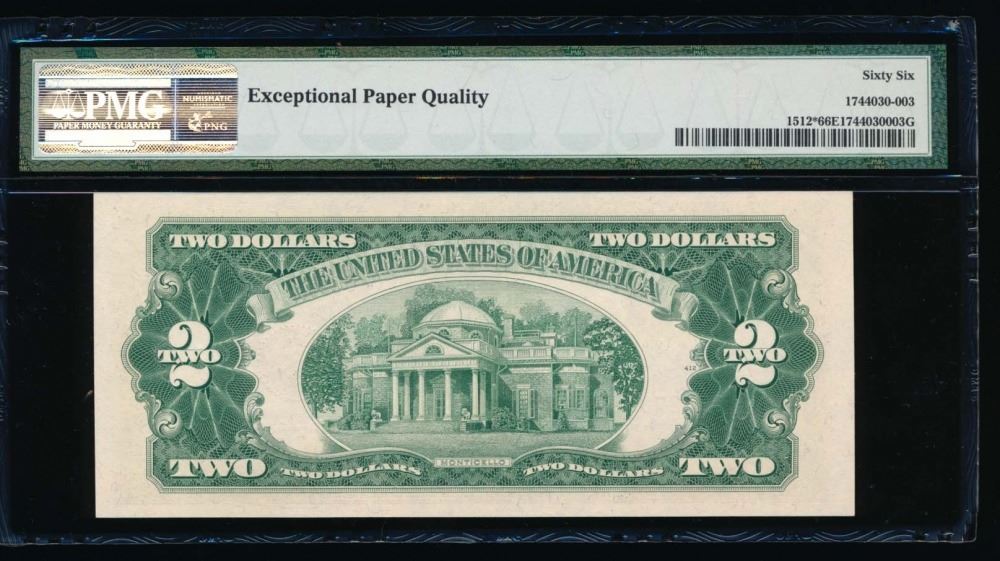 PMG
PAPER MONEY GUARANTY
NUMISMATIC
PNG
Exceptional Paper Quality
Sixty Six
1744030-003
1512*66E1744030003G
TWO DOLLARS
TWO DOLLARS
THE UNITED STATES OF AMERICA
2
TWO
2
TWO
412
TWO
TWO DOLLARS
MONTICELLO
TWO DOLLARS
TWO